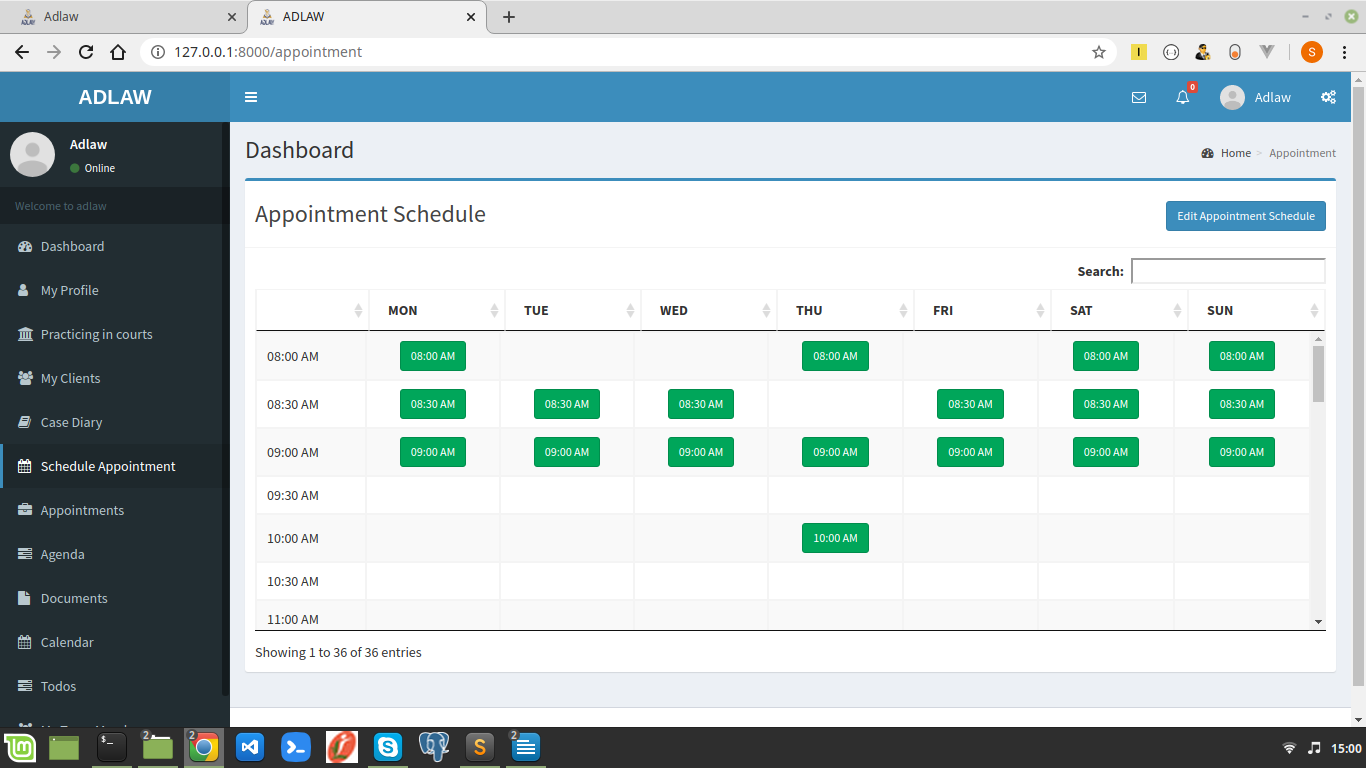 Adlaw
ADLAW
127.0.0.1:8000/appointment
S
ADLAW
0
Adlaw
Adlaw
Online
Welcome to adlaw
Dashboard
My Profile
Practicing in courts
My Clients
Case Diary
Schedule Appointment
Appointments
Agenda
Documents
Calendar
Todos
Dashboard
Home > Appointment
Appointment Schedule
Edit Appointment Schedule
Search:
MON TUE WED THU FRI SAT SUN
08:00 AM 08:00 AM 08:00 AM 08:00 AM 08:00 AM
08:30 AM 08:30 AM 08:30 AM 08:30 AM 08:30 AM 08:30 AM 08:30 AM
09:00 AM 09:00 AM 09:00 AM 09:00 AM 09:00 AM 09:00 AM 09:00 AM 09:00 AM
09:30 AM
10:00 AM 10:00 AM
10:30 AM
11:00 AM
Showing 1 to 36 of 36 entries
2 2 S 2 15:00